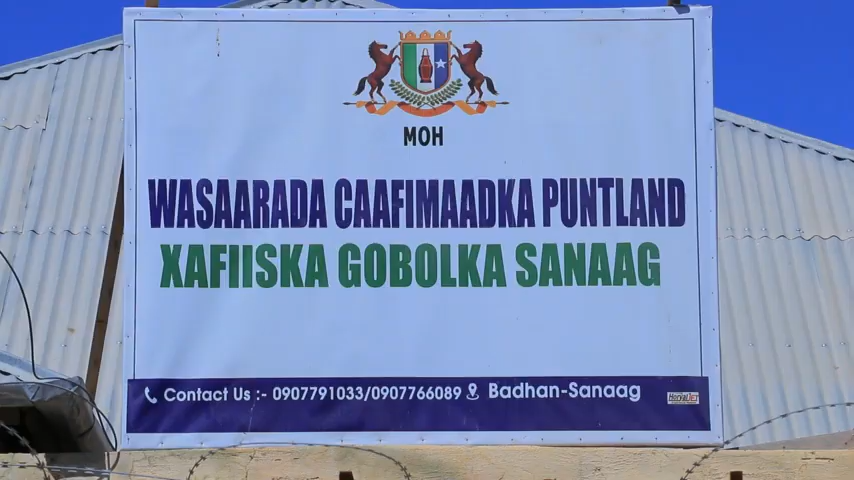 MOH
WASAARADA CAAFIMAADKA PUNTLAND
XAFIISKA GOBOLKA SANAAG
Contact Us :- 0907791033/0907766089 Badhan-Sanaag